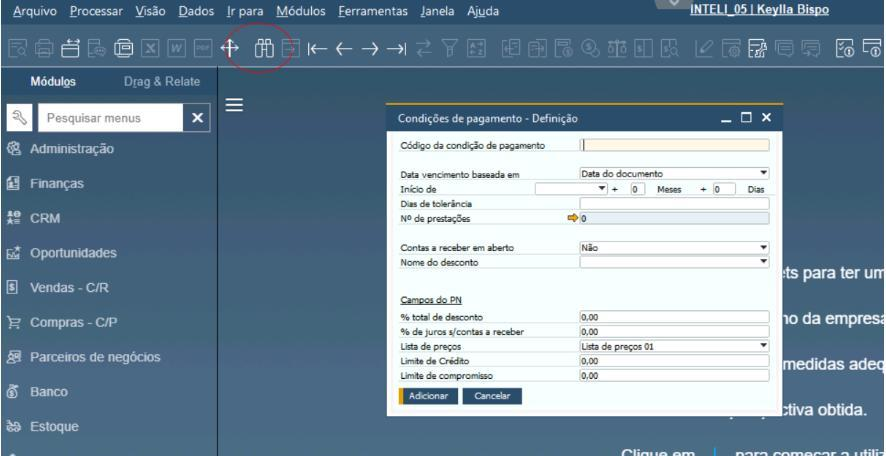 Arquivo Processar Visão Dados Ir para Módulos Ferramentas Janela Ajuda
INTELI_05 | Keylla Bispo
Módulos Drag & Relate
Pesquisar menus
Administração
Finanças
CRM
Oportunidades
Vendas - C/R
Compras - C/P
Parceiros de negócios
Banco
Estoque
Condições de pagamento - Definição
Código da condição de pagamento
Data vencimento baseada em Data do documento
Início de + 0 Meses + 0 Dias
Dias de tolerância
Nº de prestações 0
Contas a receber em aberto Não
Nome do desconto
Campos do PN
% total de desconto 0,00
% de juros s/contas a receber 0,00
Lista de preços Lista de preços 01
Limite de Crédito 0,00
Limite de compromisso 0,00
Adicionar Cancelar
ets para ter um
no da empresa
medidas adeq
ctiva obtida.
Clique em para começar a utiliz